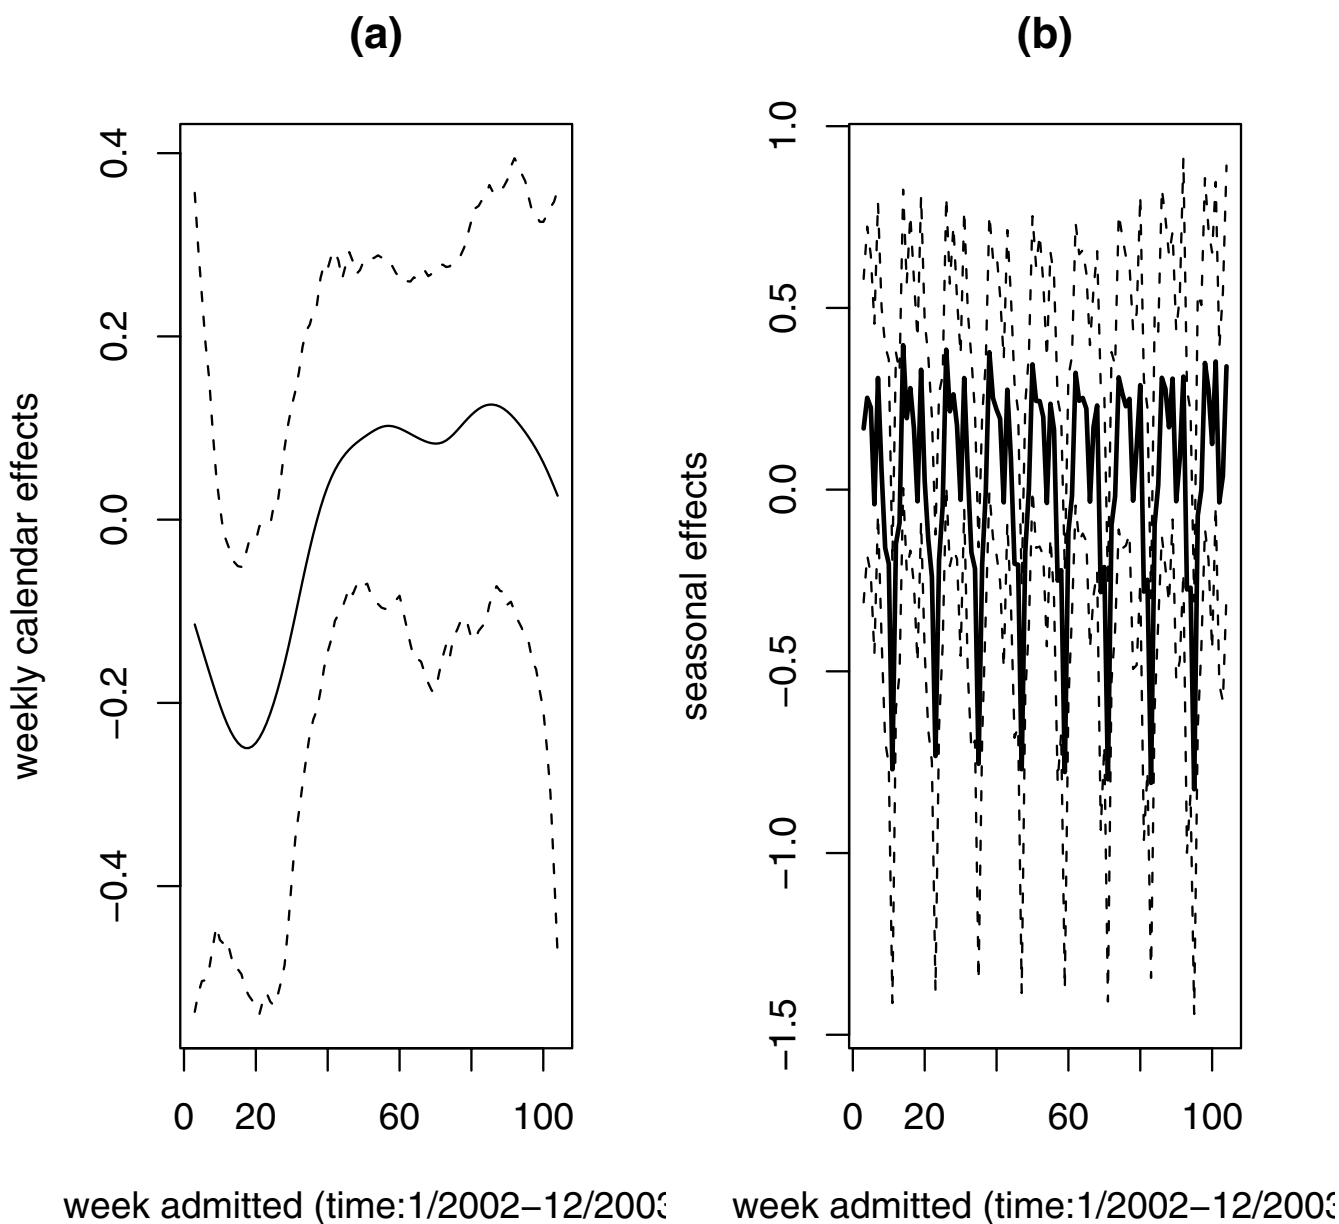 (a)
weekly calendar effects
0.4
0.2
0.0
−0.2
−0.4
0 20 60 100
week admitted (time:1/2002−12/2003
(b)
seasonal effects
1.0
0.5
0.0
−0.5
−1.0
−1.5
0 20 60 100
week admitted (time:1/2002−12/2003